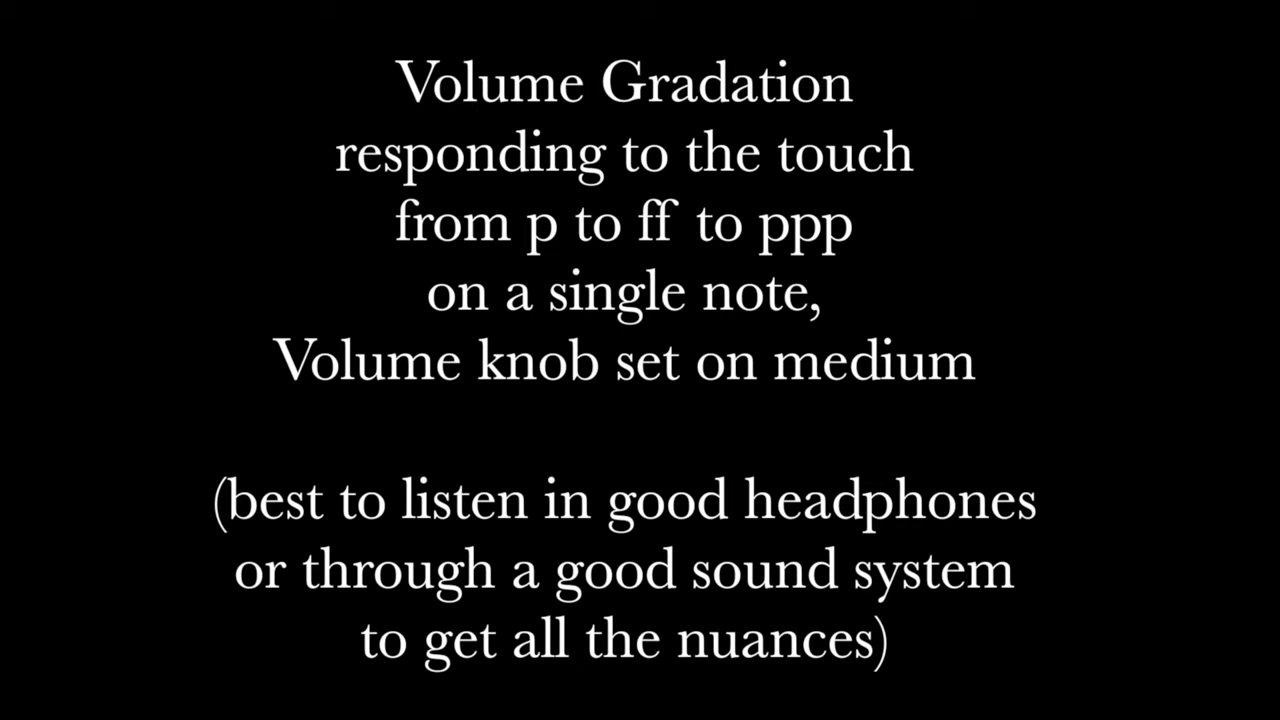 Volume Gradation
responding to the touch
from p to ff to ppp
on a single note,
Volume knob set on medium
(best to listen in good headphones
or through a good sound system
to get all the nuances)